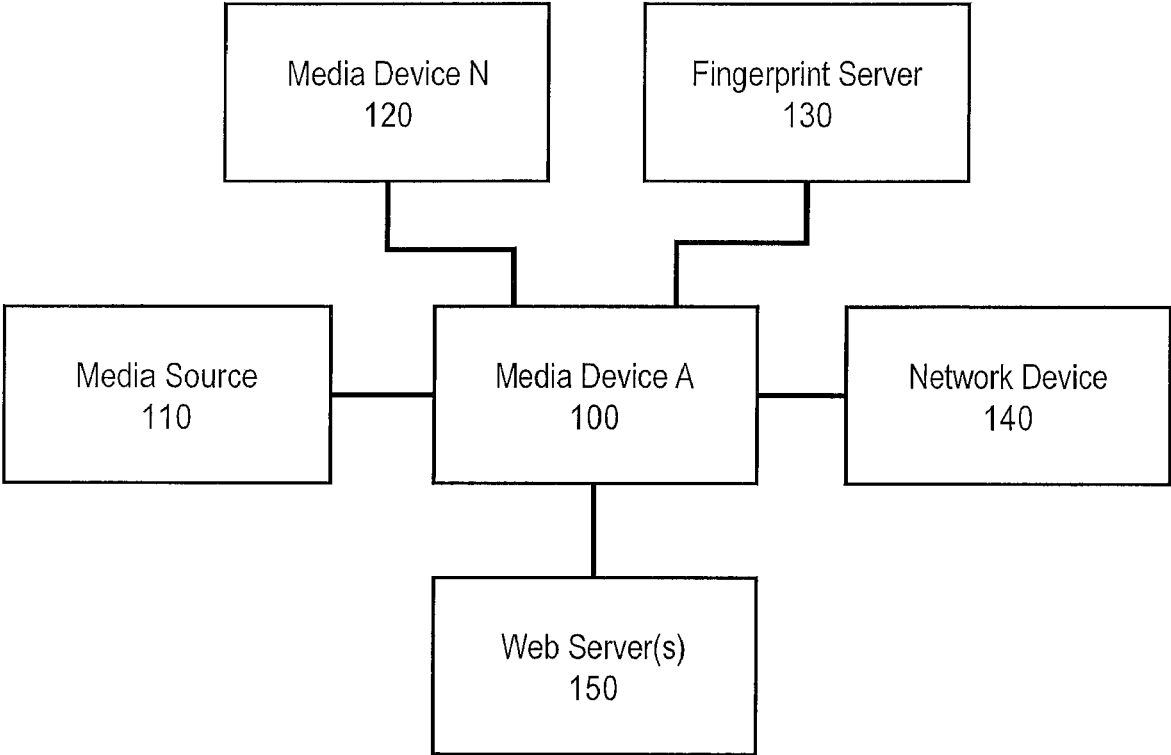 Media Device N
120
Fingerprint Server
130
Media Source
110
Media Device A
100
Network Device
140
Web Server(s)
150